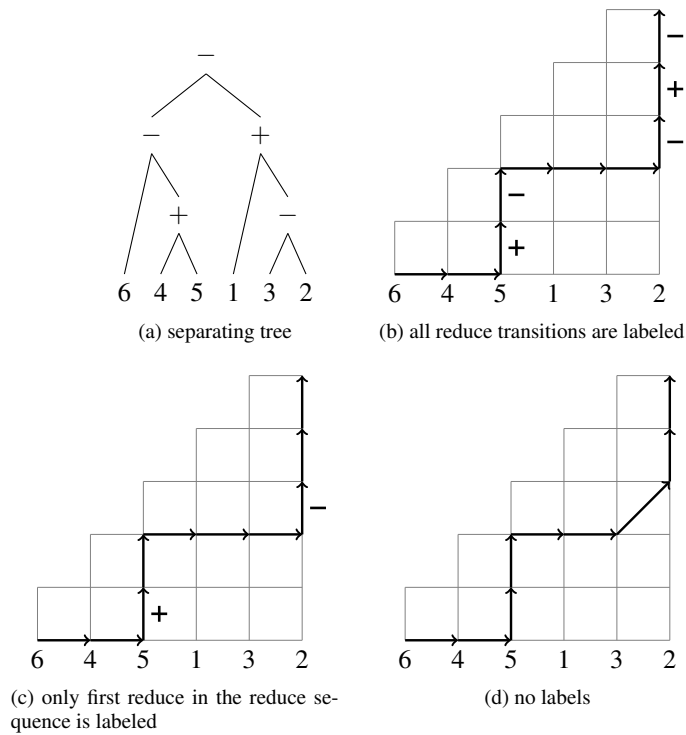 −
− +
+ −
6 4 5 1 3 2
(a) separating tree
−
+
−
−
+
6 4 5 1 3 2
(b) all reduce transitions are labeled
−
+
6 4 5 1 3 2
(c) only first reduce in the reduce se-
quence is labeled
6 4 5 1 3 2
(d) no labels